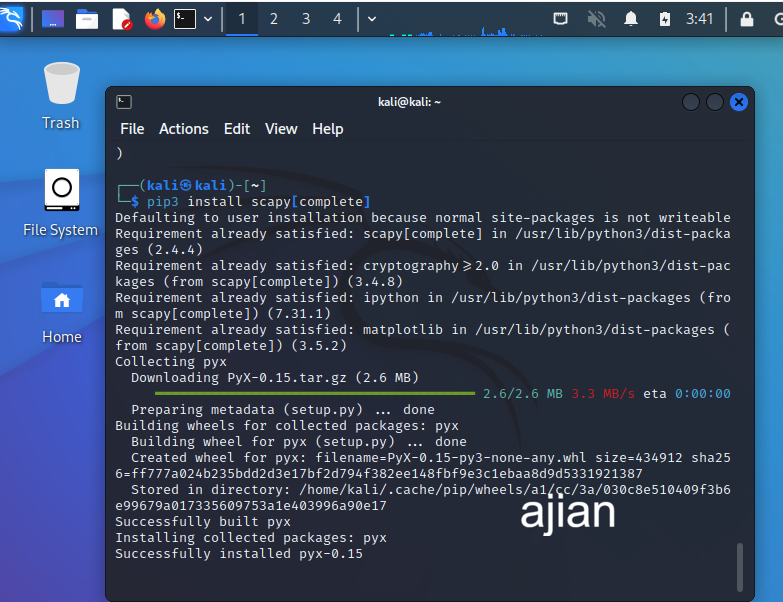 1 2 3 4 3:41
Trash
File System
Home
kali@kali: ~
File Actions Edit View Help
)
┌──(kali㉿kali)-[~]
└─$ pip3 install scapy[complete]
Defaulting to user installation because normal site-packages is not writeable
Requirement already satisfied: scapy[complete] in /usr/lib/python3/dist-packa
ges (2.4.4)
Requirement already satisfied: cryptography≥2.0 in /usr/lib/python3/dist-pac
kages (from scapy[complete]) (3.4.8)
Requirement already satisfied: ipython in /usr/lib/python3/dist-packages (fro
m scapy[complete]) (7.31.1)
Requirement already satisfied: matplotlib in /usr/lib/python3/dist-packages (
from scapy[complete]) (3.5.2)
Collecting pyx
Downloading PyX-0.15.tar.gz (2.6 MB)
2.6/2.6 MB 3.3 MB/s eta 0:00:00
Preparing metadata (setup.py) ... done
Building wheels for collected packages: pyx
Building wheel for pyx (setup.py) ... done
Created wheel for pyx: filename=PyX-0.15-py3-none-any.whl size=434912 sha25
6=ff777a024b235bdd2d3e17bf2d794f382ee148fbf9e3c1ebaa8d9d5331921387
Stored in directory: /home/kali/.cache/pip/wheels/a1/cc/3a/030c8e510409f3b6
e99679a017335609753a1e403996a90e17
Successfully built pyx
Installing collected packages: pyx
Successfully installed pyx-0.15
ajian